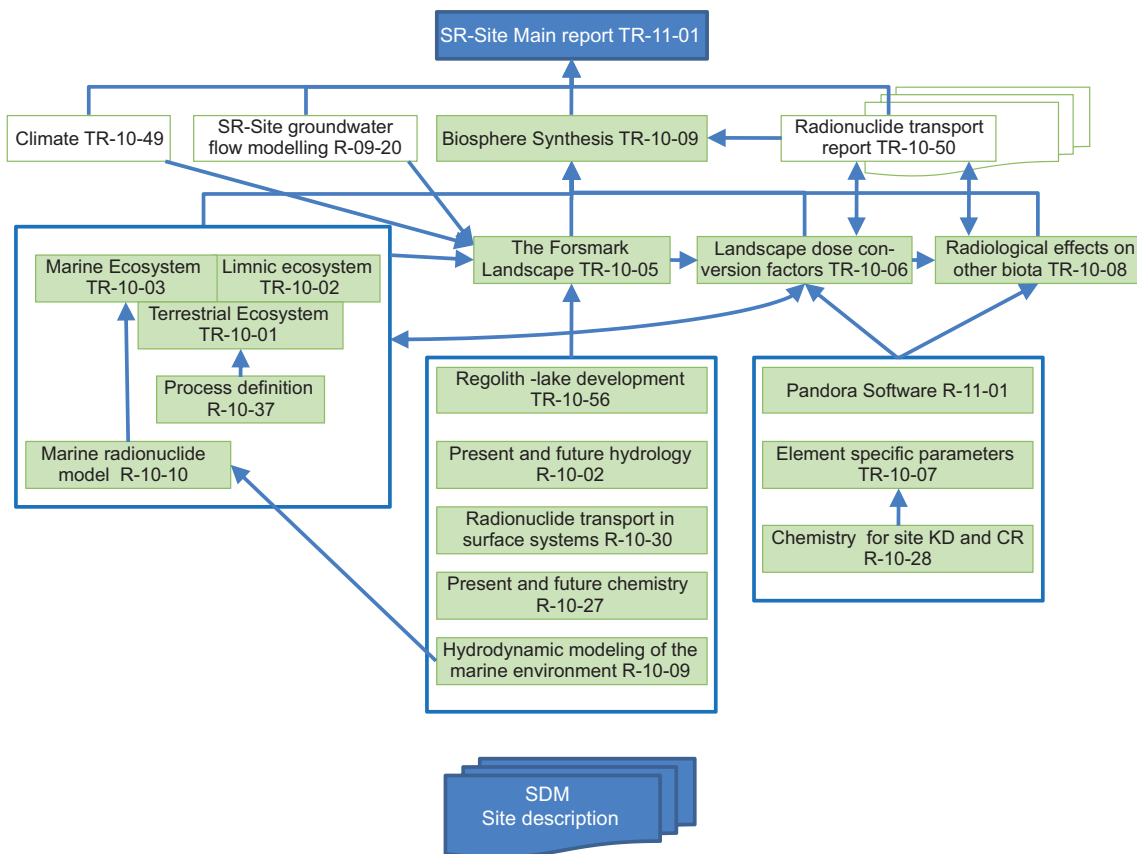 SR-Site Main report TR-11-01
Climate TR-10-49
SR-Site groundwater
flow modelling R-09-20
Biosphere Synthesis TR-10-09
Radionuclide transport
report TR-10-50
The Forsmark
Landscape TR-10-05
Landscape dose con-
version factors TR-10-06
Radiological effects on
other biota TR-10-08
Marine Ecosystem
TR-10-03
Limnic ecosystem
TR-10-02
Terrestrial Ecosystem
TR-10-01
Process definition
R-10-37
Marine radionuclide
model R-10-10
Regolith -lake development
TR-10-56
Present and future hydrology
R-10-02
Radionuclide transport in
surface systems R-10-30
Present and future chemistry
R-10-27
Hydrodynamic modeling of the
marine environment R-10-09
Pandora Software R-11-01
Element specific parameters
TR-10-07
Chemistry for site KD and CR
R-10-28
SDM
Site description